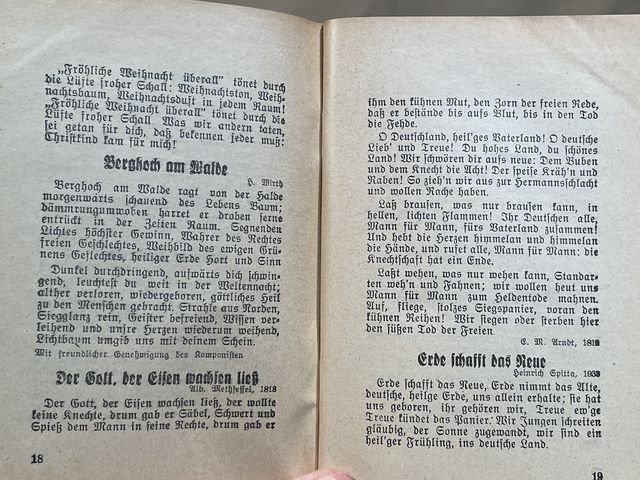 „Fröhliche Weihnacht überall" tönet durch
die Lüfte froher Schall: Weihnachtston, Weih-
nachtsbaum, Weihnachtsduft in jedem Raum!
„Fröhliche Weihnacht überall" tönet durch die
Lüfte froher Schall Was wir andern taten,
sei getan für dich, daß bekennen jeder muß:
Christkind kam für mich!
Berghoch am Walde
H. Wirth
Berghoch am Walde ragt von der Halde
morgenwärts schauend des Lebens Baum;
dämmrungumwoben harret er droben ferne
entrückt in der Zeiten Raum. Segnenden
Lichtes höchster Gewinn, Wahrer des Rechtes
freien Geschlechtes, Weihbild des ewigen Grü-
nens Geflechtes, heiliger Erde Hort und Sinn
Dunkel durchdringend, aufwärts dich schwin-
gend, leuchtest du weit in der Weltennacht;
alther verloren, wiedergeboren, göttliches Heil
zu den Menschen gebracht. Strahle aus Norden,
Siegglanz rein, Geister befreiend, Wissen ver-
leihend und unsre Herzen wiederum weihend,
Lichtbaum umgib uns mit deinem Schein.
Mit freundlicher Genehmigung des Komponisten
Der Gott, der Eisen wachsen ließ
Alb. Methfessel, 1818
Der Gott, der Eisen wachsen ließ, der wollte
keine Knechte, drum gab er Säbel, Schwert und
Spieß dem Mann in seine Rechte, drum gab er
18
ihm den kühnen Mut, den Zorn der freien Rede,
daß er bestände bis aufs Blut, bis in den Tod
die Fehde.
O Deutschland, heil'ges Vaterland! O deutsche
Lieb' und Treue! Du hohes Land, du schönes
Land! Wir schwören dir aufs neue: Dem Buben
und dem Knecht die Acht! Der speise Kräh'n und
Raben! So zieh'n wir aus zur Hermannsschlacht
und wollen Rache haben.
Laß brausen, was nur brausen kann, in
hellen, lichten Flammen! Ihr Deutschen alle,
Mann für Mann, fürs Vaterland zusammen!
Und hebt die Herzen himmelan und himmelan
die Hände, und rufet alle, Mann für Mann: die
Knechtschaft hat ein Ende.
Laßt wehen, was nur wehen kann, Standar-
ten weh'n und Fahnen; wir wollen heut uns
Mann für Mann zum Heldentode mahnen.
Auf, fliege, stolzes Siegspanier, voran den
kühnen Reihen! Wir siegen oder sterben hier
den süßen Tod der Freien
E. M. Arndt, 1812
Erde schafft das Neue
Heinrich Spitta, 1933
Erde schafft das Neue, Erde nimmt das Alte,
deutsche, heilge Erde, uns allein erhalte; sie hat
uns geboren, ihr gehören wir, Treue ew'ge
Treue kündet das Panier. Wir Jungen schreiten
gläubig, der Sonne zugewandt, wir sind ein
heil'ger Frühling, ins deutsche Land.
19